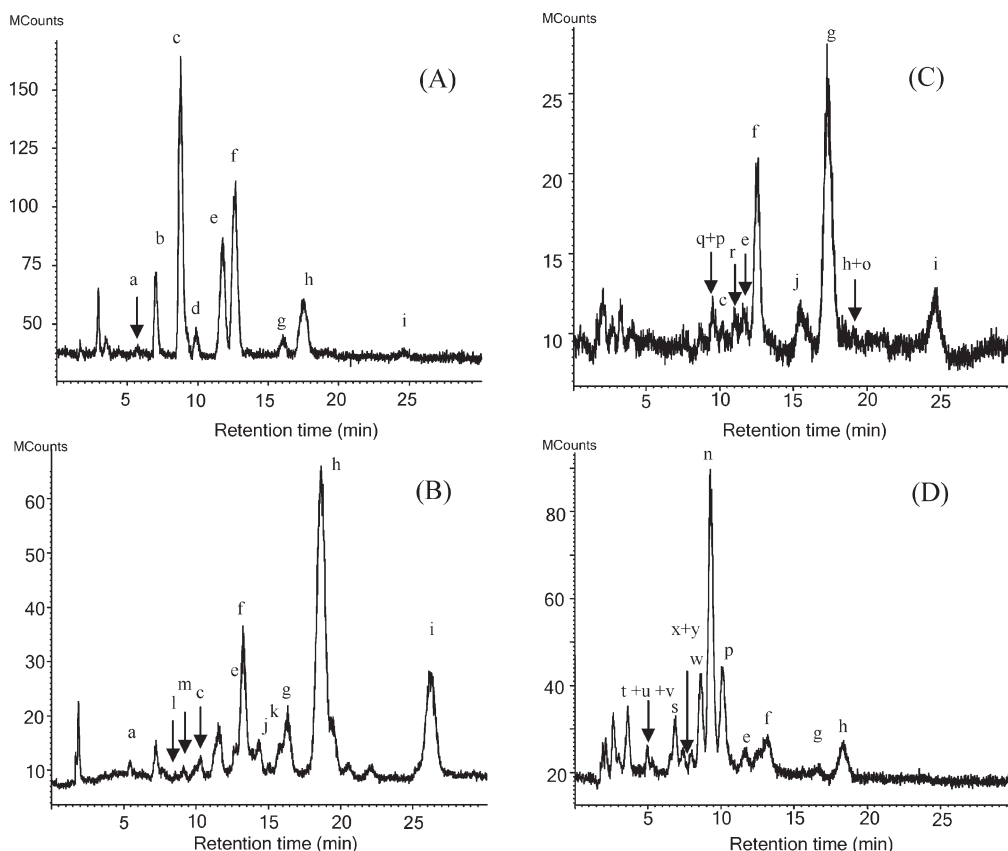 MCounts
(A)
150
125
100
75
50
a
b
c
d
e
f
g
h
i
5
10
15
20
25
Retention time (min)
MCounts
(C)
25
20
15
10
q+p
c
r
e
f
j
g
h+o
i
5
10
15
20
25
Retention time (min)
MCounts
(B)
60
50
40
30
20
10
a
l
m
c
e
f
j
k
g
h
i
5
10
15
20
25
Retention time (min)
MCounts
(D)
80
60
40
20
t +u +v
s
x+y
w
n
p
e
f
g
h
5
10
15
20
25
Retention time (min)